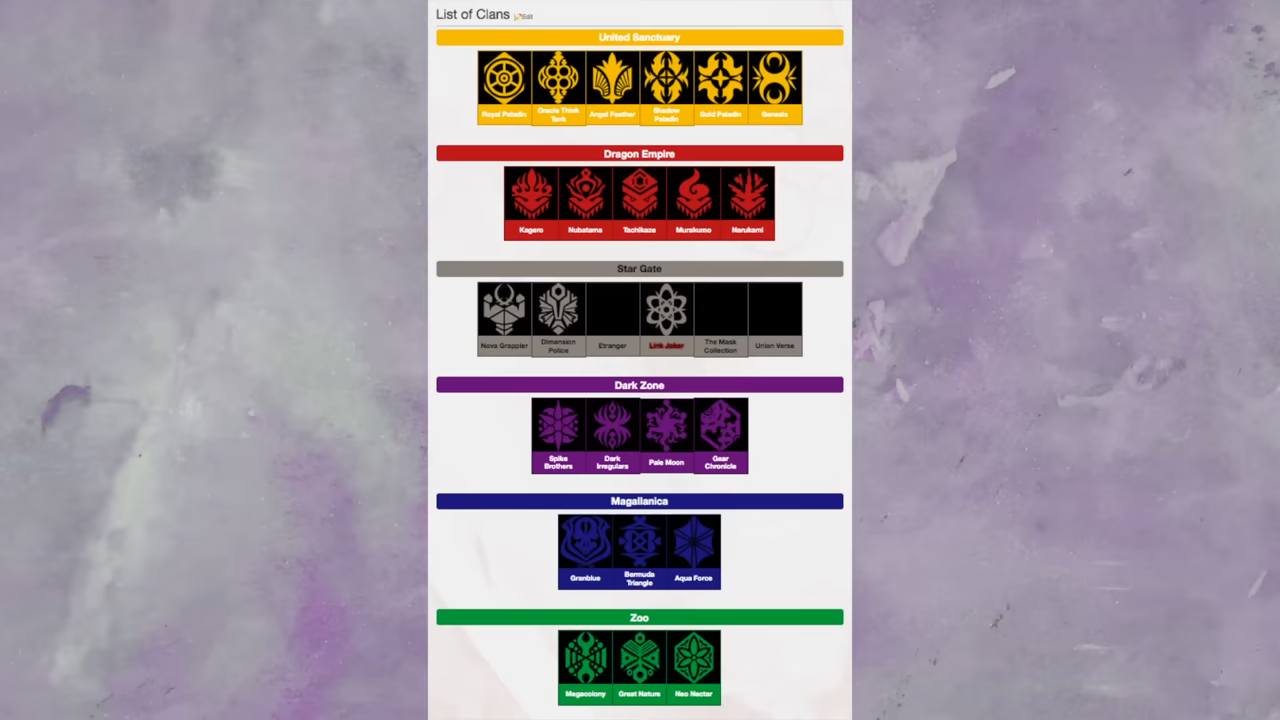 List of Clans Edit
United Sanctuary
Royal Paladin
Oracle Think
Tank
Angel Feather
Shadow
Paladin
Gold Paladin
Genesis
Dragon Empire
Kagero
Nubatama
Tachikaze
Murakumo
Narukami
Star Gate
Nova Grappler
Dimension
Police
Etranger
Link Joker
The Mask
Collection
Union Verse
Dark Zone
Spike
Brothers
Dark
Irregulars
Pale Moon
Gear
Chronicle
Magallanica
Granblue
Bermuda
Triangle
Aqua Force
Zoo
Megacolony
Great Nature
Neo Nectar